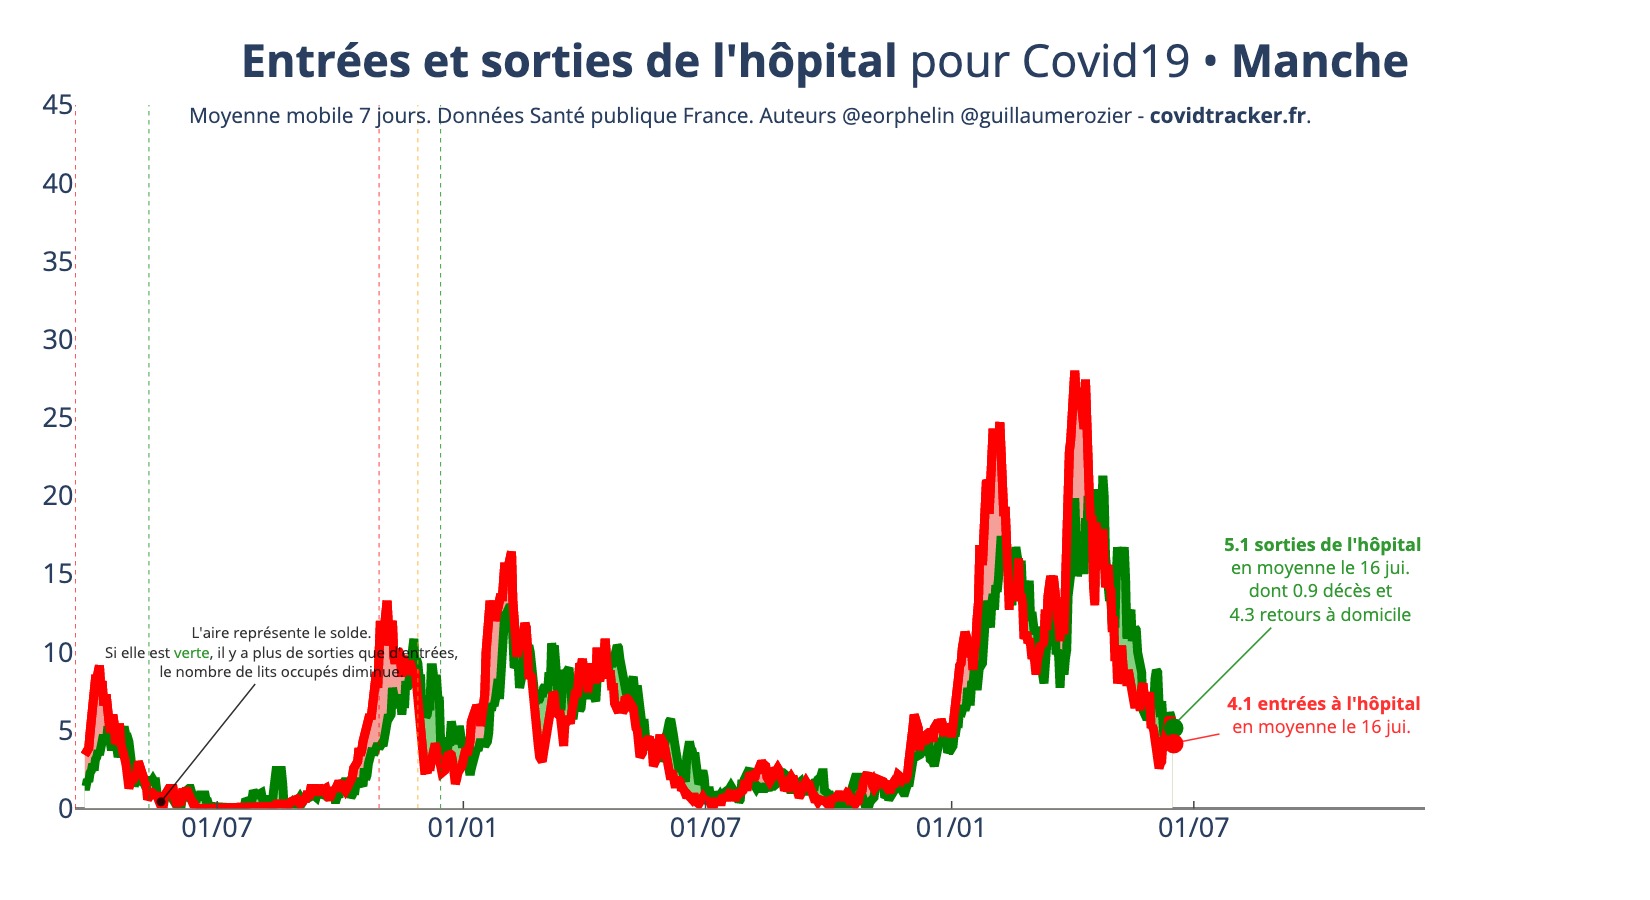 Entrées et sorties de l'hôpital pour Covid19 • Manche
Moyenne mobile 7 jours. Données Santé publique France. Auteurs @eorphelin @guillaumerozier - covidtracker.fr.
45
40
35
30
25
20
15
10
5
0
L'aire représente le solde.
Si elle est verte, il y a plus de sorties que d'entrées,
le nombre de lits occupés diminue.
5.1 sorties de l'hôpital
en moyenne le 16 jui.
dont 0.9 décès et
4.3 retours à domicile
4.1 entrées à l'hôpital
en moyenne le 16 jui.
01/07
01/01
01/07
01/01
01/07